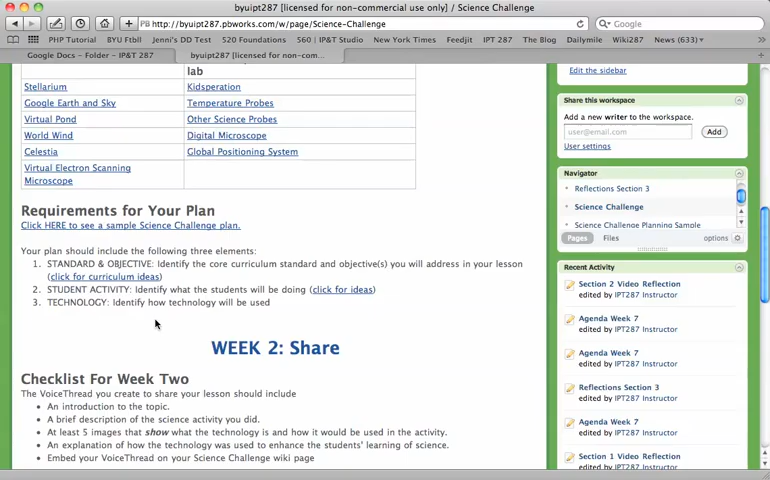 byuipt287 [licensed for non-commercial use only] / Science Challenge
PB http://byuipt287.pbworks.com/w/page/Science-Challenge
Google
PHP Tutorial BYU Ftbll Jenni's DD Test 520 Foundations 560 : Trac Sci & Math Institute New York Times Feedjit IPT 287 The Blog Dailymile Wiki287 News (633)
Google Docs - Folder - IP&T 287
byuipt287 [licensed for non-com...
lab
Stellarium Kidsperation
Google Earth and Sky Temperature Probes
Virtual Pond Other Science Probes
World Wind Digital Microscope
Celestia Global Positioning System
Virtual Electron Scanning
Microscope
Requirements for Your Plan
Click HERE to see a sample Science Challenge plan.
Your plan should include the following three elements:
1. STANDARD & OBJECTIVE: Identify the core curriculum standard and objective(s) you will address in your lesson
(click for curriculum ideas)
2. STUDENT ACTIVITY: Identify what the students will be doing (click for ideas)
3. TECHNOLOGY: Identify how technology will be used
WEEK 2: Share
Checklist For Week Two
The VoiceThread you create to share your lesson should include
• An introduction to the topic.
• A brief description of the science activity you did.
• At least 5 images that show what the technology is and how it would be used in the activity.
• An explanation of how the technology was used to enhance the students' learning of science.
• Embed your VoiceThread on your Science Challenge wiki page
Edit the sidebar
Share this workspace
Add a new writer to the workspace.
user@email.com Add
User settings
Navigator
Reflections Section 3
Science Challenge
Science Challenge Planning Sample
Pages Files options
Recent Activity
Section 2 Video Reflection
edited by IPT287 Instructor
Agenda Week 7
edited by IPT287 Instructor
Agenda Week 7
edited by IPT287 Instructor
Reflections Section 3
edited by IPT287 Instructor
Agenda Week 7
edited by IPT287 Instructor
Section 1 Video Reflection
edited by IPT287 Instructor